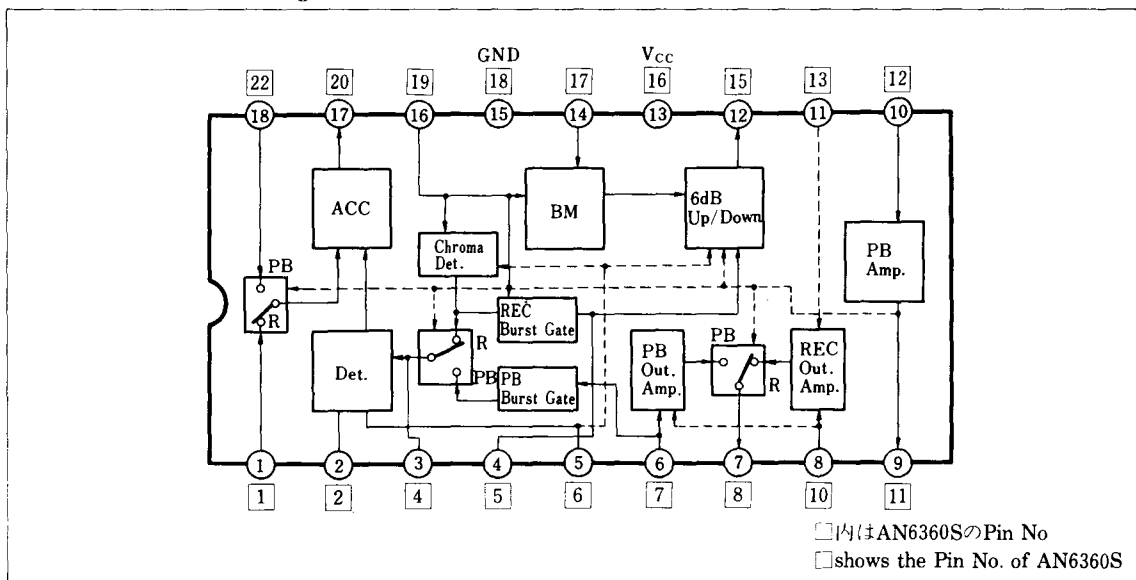 GND VCC
22 20 19 18 17 16 15 13 12
18 17 16 15 14 13 12 11 10
ACC
BM
6dB
Up/Down
Chroma
Det.
PB
Amp.
PB
R
REC
Burst Gate
Det.
R
PB
PB
Burst Gate
PB
Out.
Amp.
PB
R
REC
Out.
Amp.
1 2 3 4 5 6 7 8 9
1 2 4 5 6 7 8 10 11
□内はAN6360SのPin No
□shows the Pin No. of AN6360S